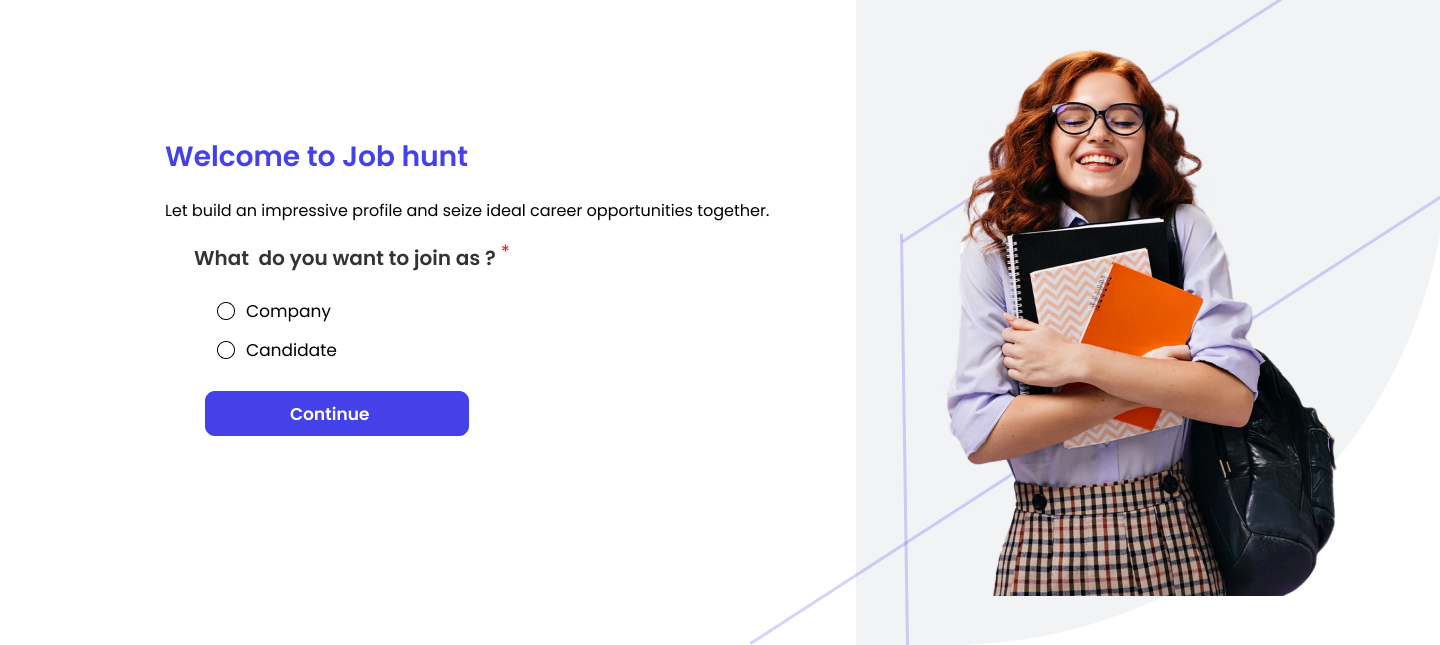 Welcome to Job hunt
Let build an impressive profile and seize ideal career opportunities together.
What  do you want to join as ? *
Company
Candidate
Continue